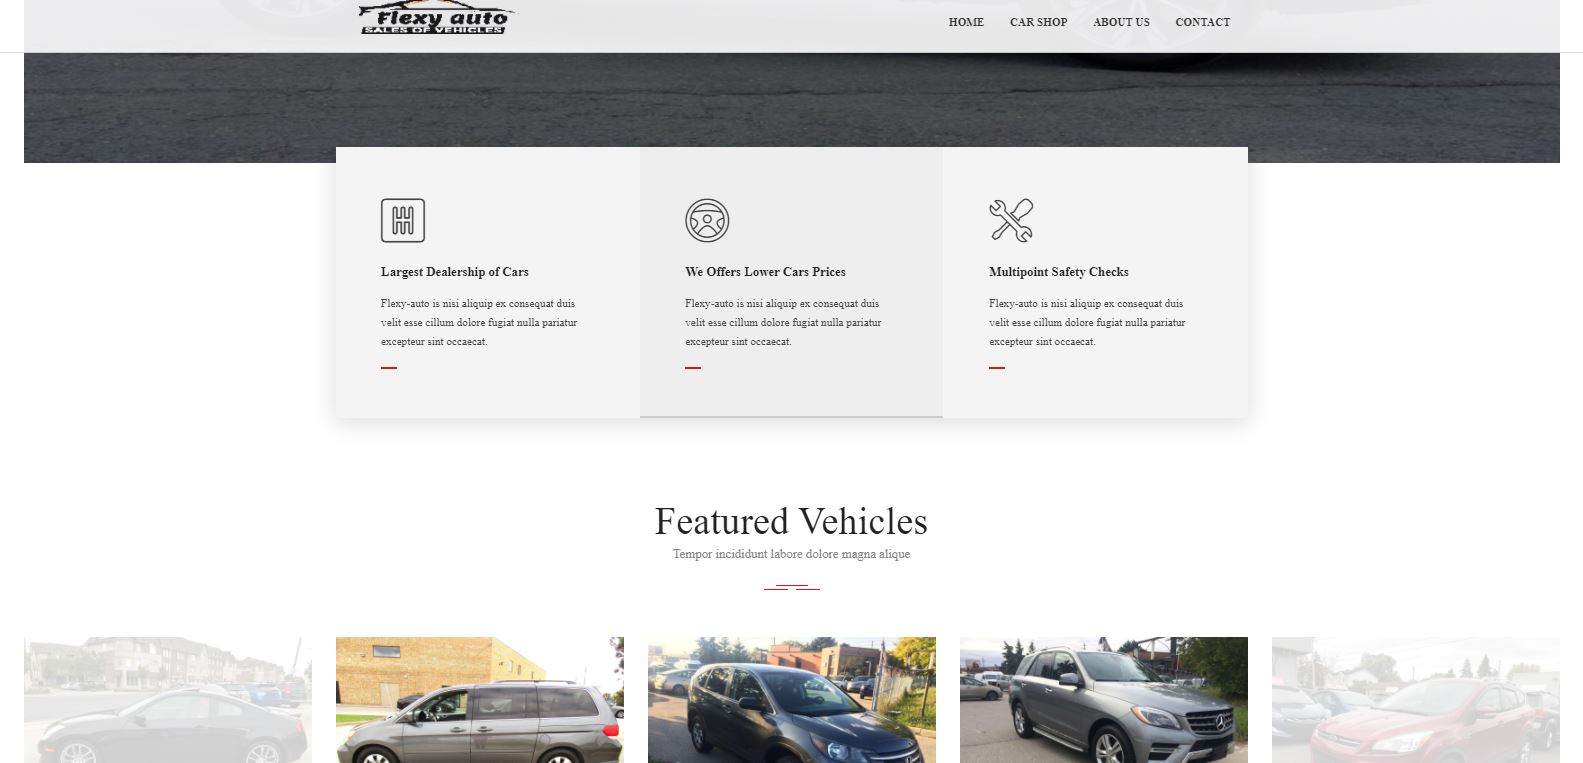 Flexy auto
SALES OF VEHICLES
HOME CAR SHOP ABOUT US CONTACT
Largest Dealership of Cars
Flexy-auto is nisi aliquip ex consequat duis
velit esse cillum dolore fugiat nulla pariatur
excepteur sint occaecat.
We Offers Lower Cars Prices
Flexy-auto is nisi aliquip ex consequat duis
velit esse cillum dolore fugiat nulla pariatur
excepteur sint occaecat.
Multipoint Safety Checks
Flexy-auto is nisi aliquip ex consequat duis
velit esse cillum dolore fugiat nulla pariatur
excepteur sint occaecat.
Featured Vehicles
Tempor incididunt labore dolore magna alique